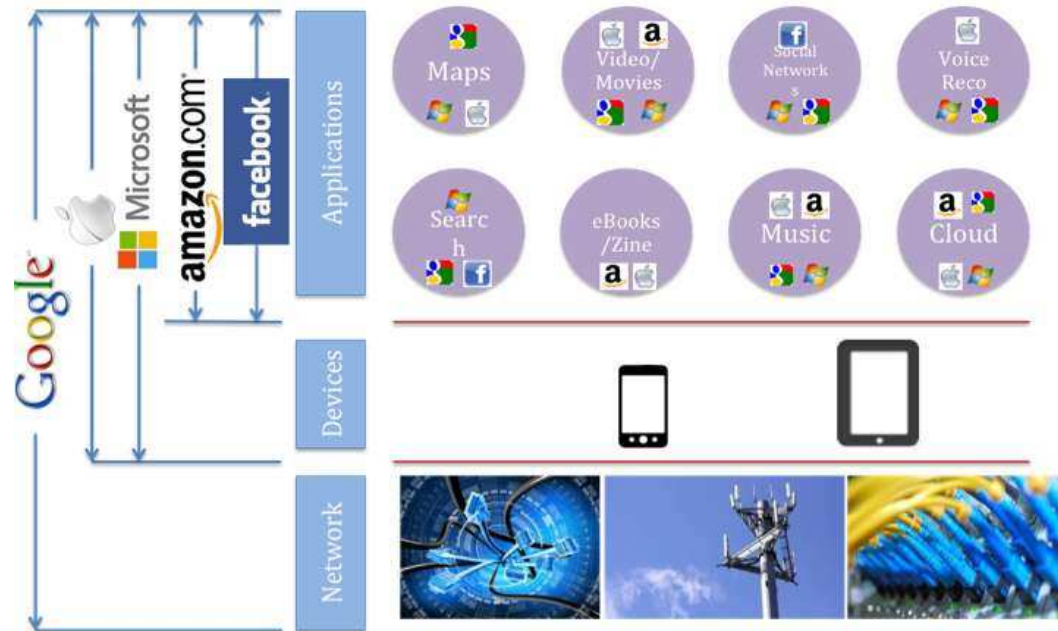 Google
Microsoft
amazon.com
facebook
Applications
Devices
Network
Maps
Video/
Movies
Social
Network
s
Voice
Reco
Searc
h
eBooks
/Zine
Music
Cloud